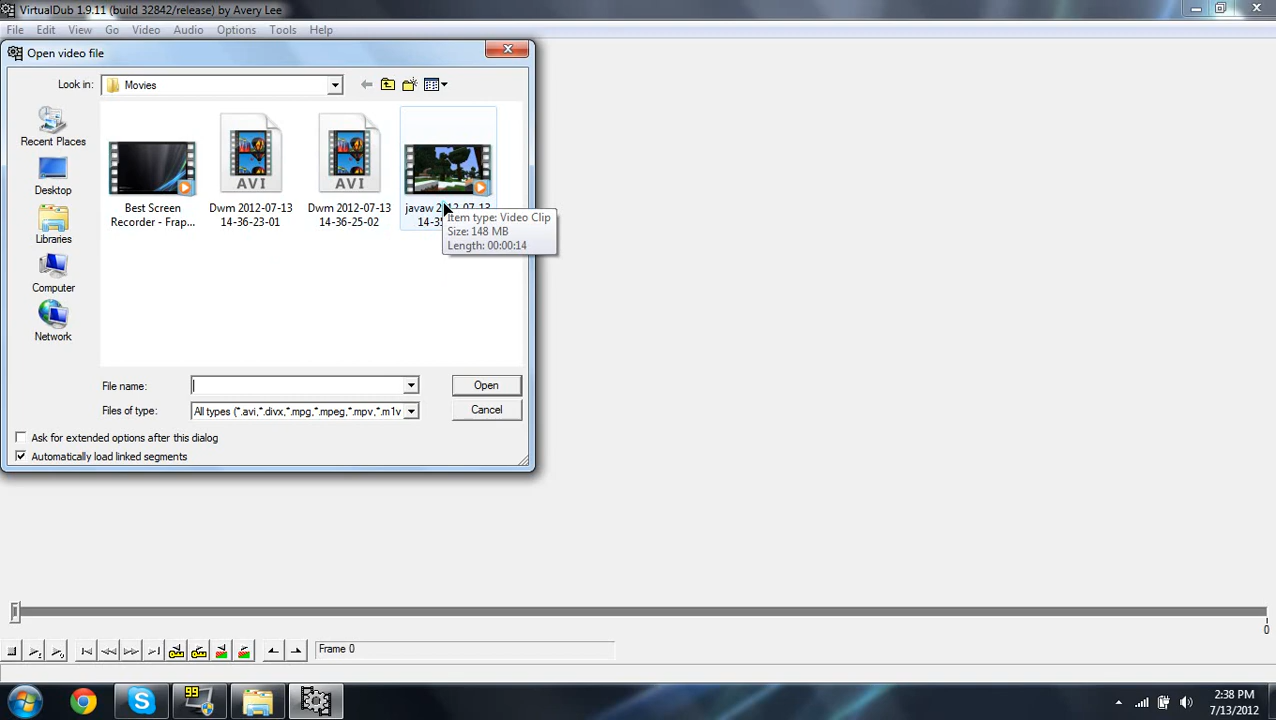 VirtualDub 1.9.11 (build 32842/release) by Avery Lee
File Edit View Go Video Audio Options Tools Help
Open video file
Look in: Movies
Recent Places
Desktop
Libraries
Computer
Network
AVI
AVI
Best Screen
Recorder - Frap...
Dwm 2012-07-13
14-36-23-01
Dwm 2012-07-13
14-36-25-02
javaw 2012-07-13
Item type: Video Clip
Size: 148 MB
Length: 00:00:14
File name:
Open
Files of type: All types (*.avi,*.divx,*.mpg,*.mpeg,*.mpv,*.m1v
Cancel
Ask for extended options after this dialog
Automatically load linked segments
0
Frame 0
99
2:38 PM
7/13/2012